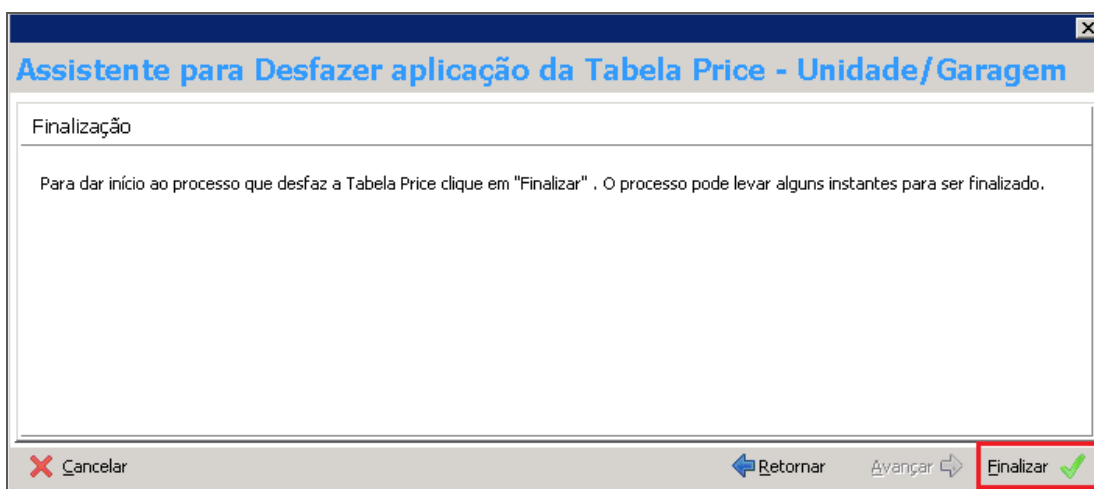 Assistente para Desfazer aplicação da Tabela Price - Unidade/Garagem
Finalização
Para dar início ao processo que desfaz a Tabela Price clique em "Finalizar" . O processo pode levar alguns instantes para ser finalizado.
Cancelar
Retornar
Avançar
Finalizar